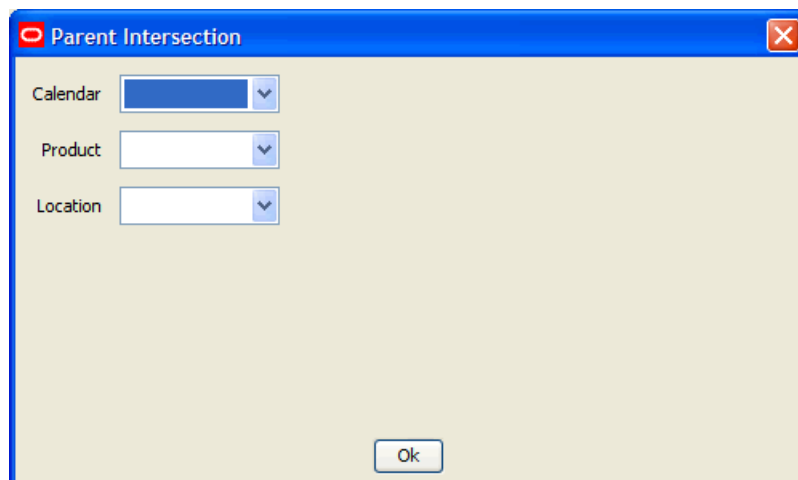 Parent Intersection
Calendar
Product
Location
Ok